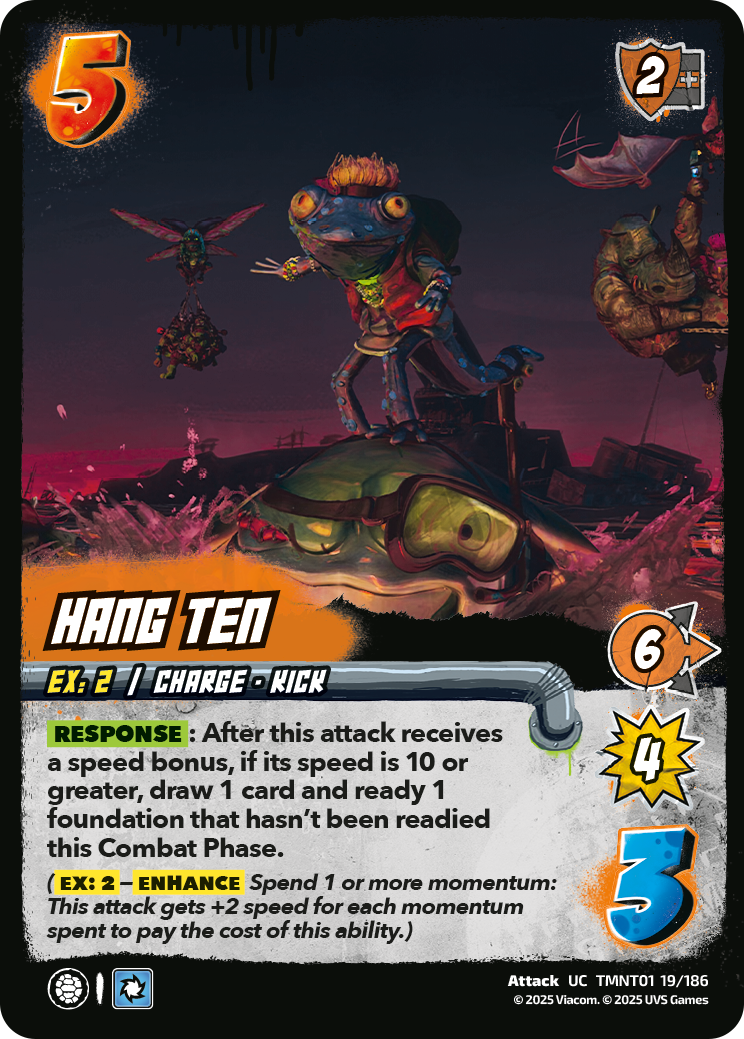 5
2
+
HANG TEN
6
EX: 2 / CHARGE · KICK
RESPONSE: After this attack receives
a speed bonus, if its speed is 10 or
greater, draw 1 card and ready 1
foundation that hasn't been readied
this Combat Phase.
4
(EX: 2 – ENHANCE Spend 1 or more momentum:
This attack gets +2 speed for each momentum
spent to pay the cost of this ability.)
3
Attack UC TMNT01 19/186
© 2025 Viacom. © 2025 UVS Games